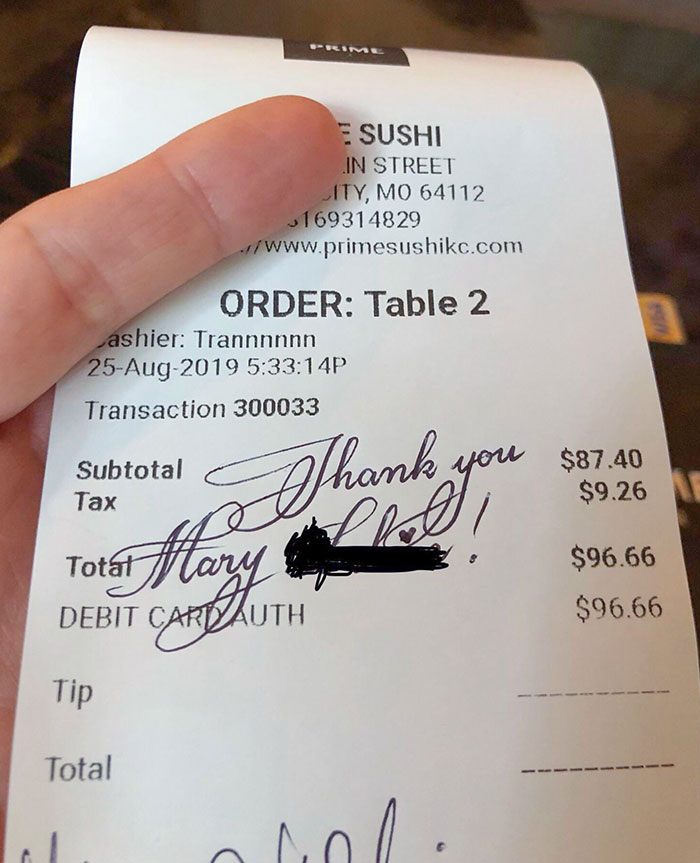 PRIME
E SUSHI
IN STREET
ITY, MO 64112
169314829
//www.primesushikc.com
ORDER: Table 2
ashier: Trannnnnn
25-Aug-2019 5:33:14P
Transaction 300033
Thank you
Subtotal $87.40
Tax $9.26
Mary !
Total $96.66
DEBIT CARD AUTH $96.66
Tip
Total